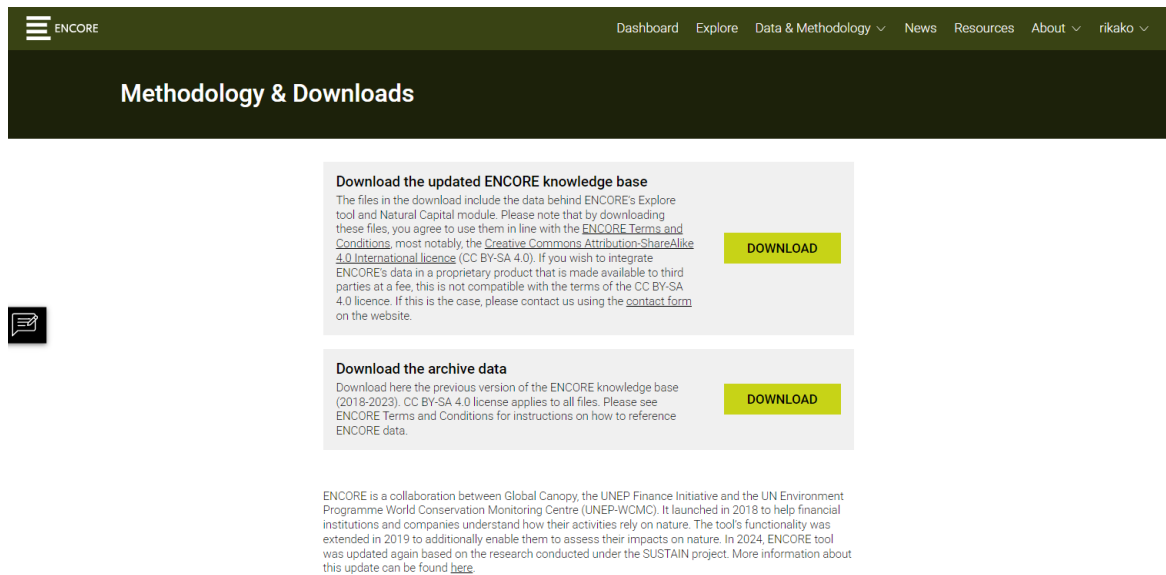 ENCORE
Dashboard Explore Data & Methodology News Resources About rikako
Methodology & Downloads
Download the updated ENCORE knowledge base
The files in the download include the data behind ENCORE's Explore
tool and Natural Capital module. Please note that by downloading
these files, you agree to use them in line with the ENCORE Terms and
Conditions, most notably, the Creative Commons Attribution-ShareAlike
4.0 International licence (CC BY-SA 4.0). If you wish to integrate
ENCORE's data in a proprietary product that is made available to third
parties at a fee, this is not compatible with the terms of the CC BY-SA
4.0 licence. If this is the case, please contact us using the contact form
on the website.
DOWNLOAD
Download the archive data
Download here the previous version of the ENCORE knowledge base
(2018-2023). CC BY-SA 4.0 license applies to all files. Please see
ENCORE Terms and Conditions for instructions on how to reference
ENCORE data.
DOWNLOAD
ENCORE is a collaboration between Global Canopy, the UNEP Finance Initiative and the UN Environment
Programme World Conservation Monitoring Centre (UNEP-WCMC). It launched in 2018 to help financial
institutions and companies understand how their activities rely on nature. The tool's functionality was
extended in 2019 to additionally enable them to assess their impacts on nature. In 2024, ENCORE tool
was updated again based on the research conducted under the SUSTAIN project. More information about
this update can be found here.